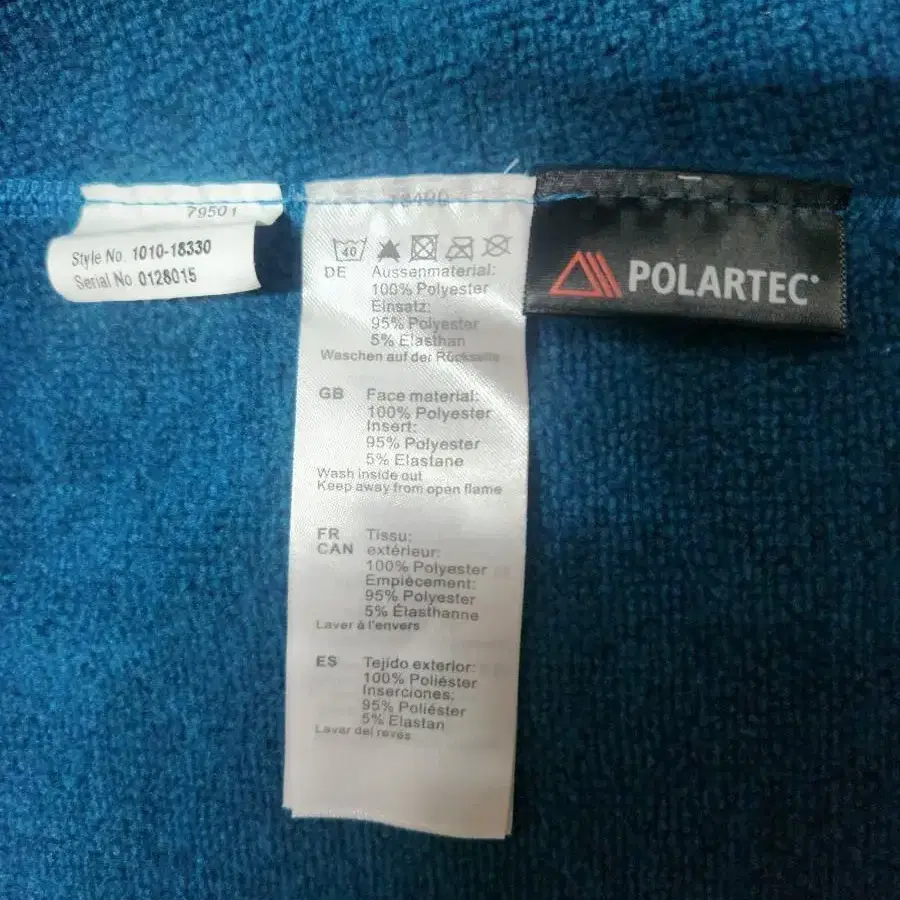 79501
Style No. 1010-18330
Serial No. 0128015
40
DE Aussenmaterial:
100% Polyester
Einsatz:
95% Polyester
5% Elasthan
Waschen auf der Rückseite
GB Face material:
100% Polyester
Insert:
95% Polyester
5% Elastane
Wash inside out
Keep away from open flame
FR Tissu:
CAN extérieur:
100% Polyester
Empiècement:
95% Polyester
5% Élasthanne
Laver à l'envers
ES Tejido exterior:
100% Poliéster
Inserciones:
95% Poliéster
5% Elastan
Lavar del revés
POLARTEC®